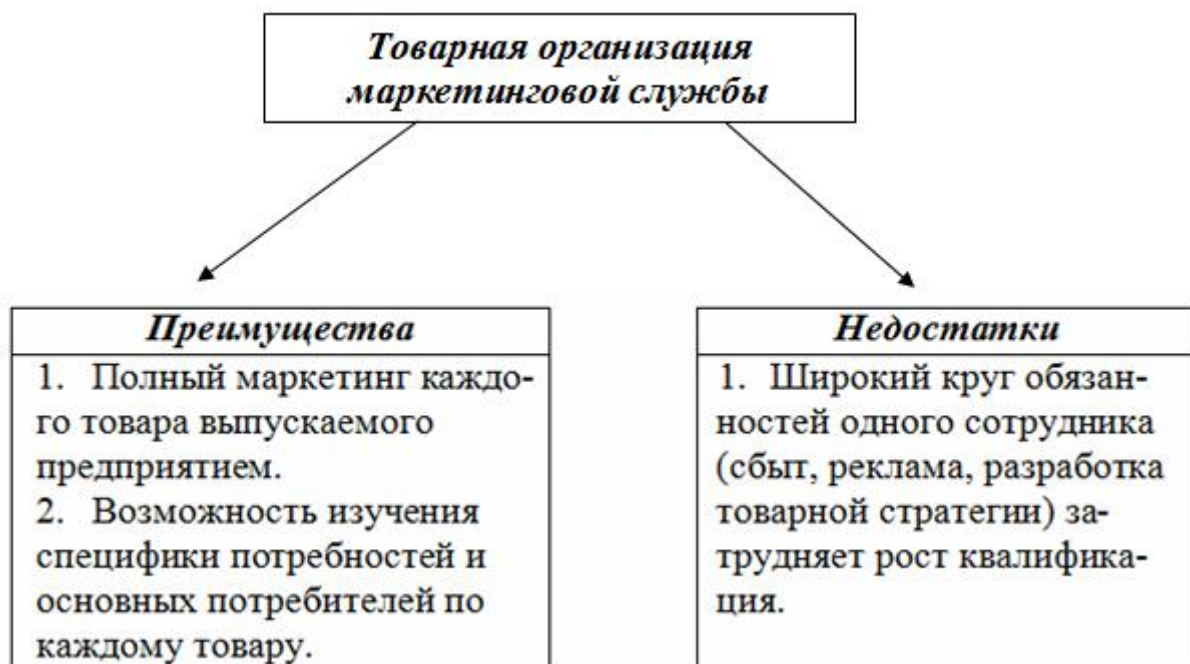 Товарная организация
маркетинговой службы
Преимущества
1. Полный маркетинг каждо-
го товара выпускаемого
предприятием.
2. Возможность изучения
специфики потребностей и
основных потребителей по
каждому товару.
Недостатки
1. Широкий круг обязан-
ностей одного сотрудника
(сбыт, реклама, разработка
товарной стратегии) за-
трудняет рост квалифика-
ция.